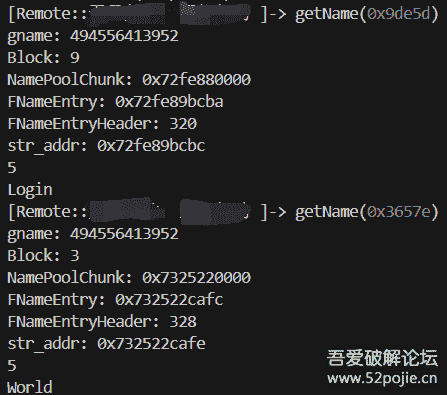 [Remote:: ]-> getName(0x9de5d)
gname: 494556413952
Block: 9
NamePoolChunk: 0x72fe880000
FNameEntry: 0x72fe89bcba
FNameEntryHeader: 320
str_addr: 0x72fe89bcbc
5
Login
[Remote:: ]-> getName(0x3657e)
gname: 494556413952
Block: 3
NamePoolChunk: 0x7325220000
FNameEntry: 0x732522cafc
FNameEntryHeader: 328
str_addr: 0x732522cafe
5
World
吾爱破解论坛
www.52pojie.cn